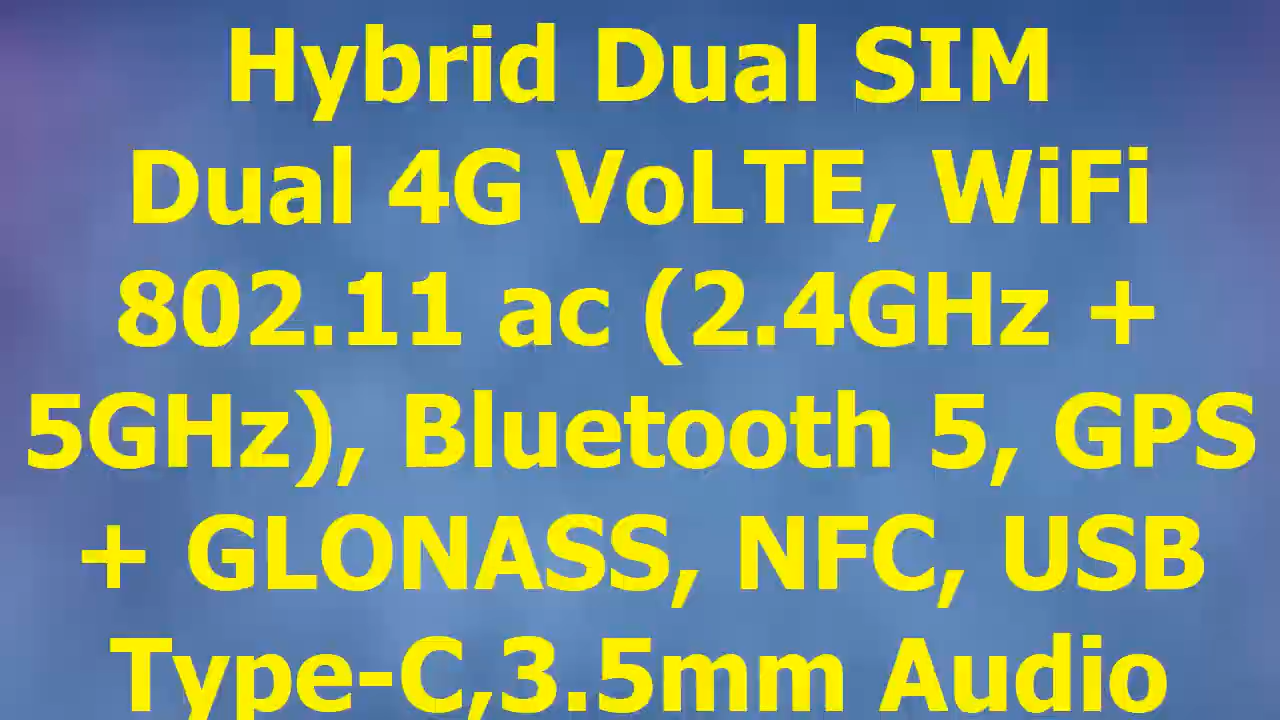 Hybrid Dual SIM
Dual 4G VoLTE, WiFi
802.11 ac (2.4GHz +
5GHz), Bluetooth 5, GPS
+ GLONASS, NFC, USB
Type-C,3.5mm Audio